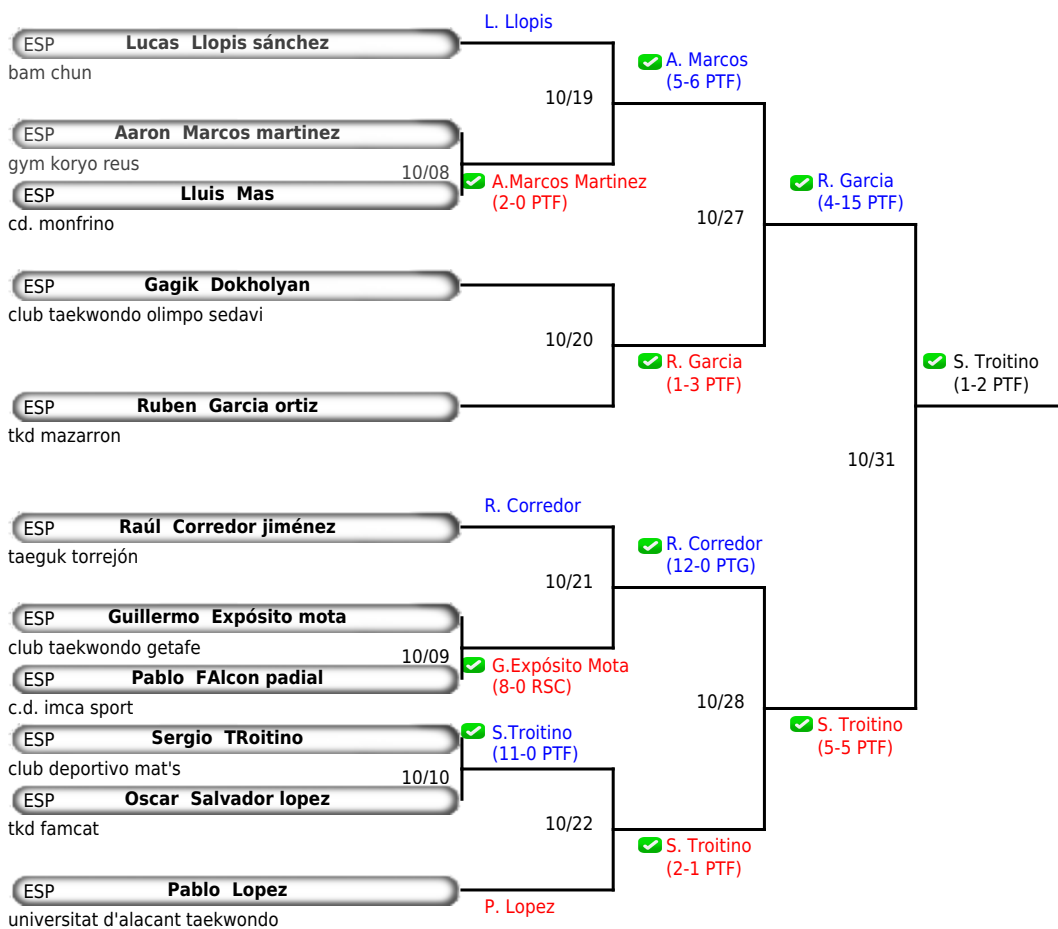 L. Llopis
ESP Lucas Llopis sánchez
bam chun
A. Marcos
(5-6 PTF)
10/19
ESP Aaron Marcos martinez
gym koryo reus
10/08
A.Marcos Martinez
(2-0 PTF)
ESP Lluis Mas
cd. monfrino
R. Garcia
(4-15 PTF)
10/27
ESP Gagik Dokholyan
club taekwondo olimpo sedavi
10/20
R. Garcia
(1-3 PTF)
S. Troitino
(1-2 PTF)
ESP Ruben Garcia ortiz
tkd mazarron
10/31
R. Corredor
ESP Raúl Corredor jiménez
taeguk torrejón
R. Corredor
(12-0 PTG)
10/21
ESP Guillermo Expósito mota
club taekwondo getafe
10/09
G.Expósito Mota
(8-0 RSC)
ESP Pablo FAlcon padial
c.d. imca sport
10/28
S. Troitino
(5-5 PTF)
ESP Sergio TRoitino
club deportivo mat's
S.Troitino
(11-0 PTF)
10/10
ESP Oscar Salvador lopez
tkd famcat
10/22
S. Troitino
(2-1 PTF)
ESP Pablo Lopez
universitat d'alacant taekwondo
P. Lopez